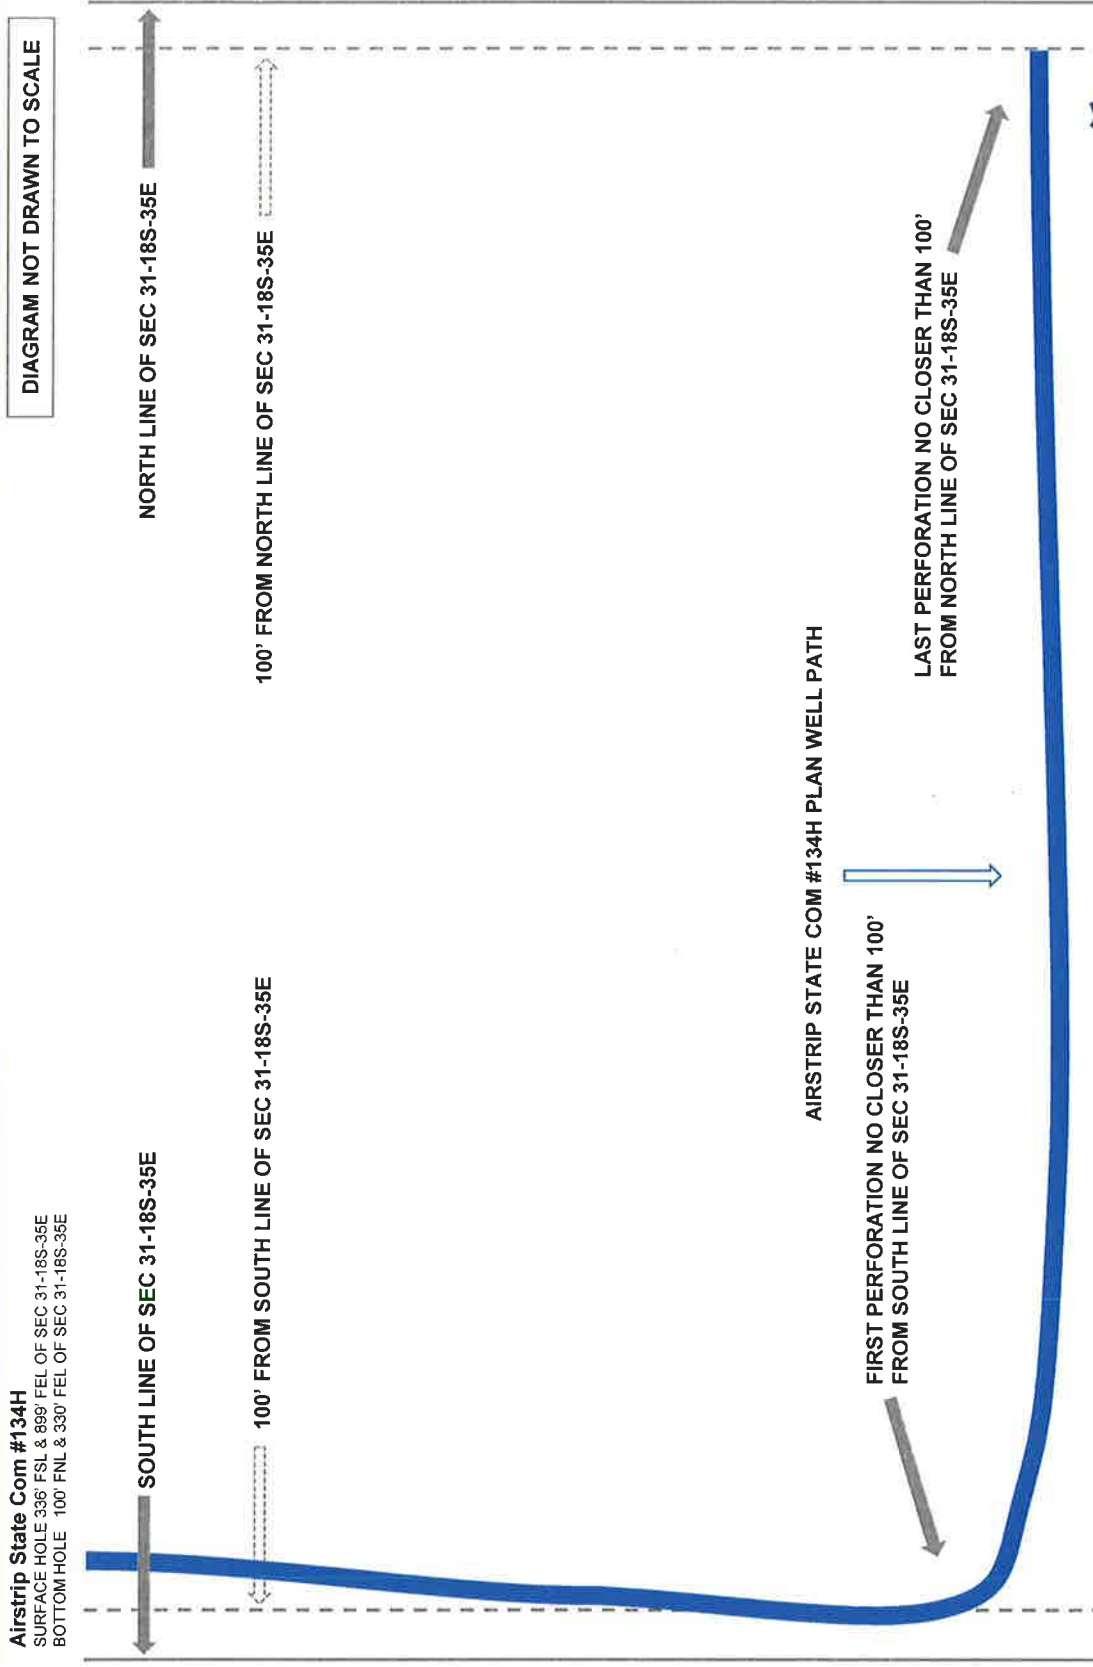 Airstrip State Com #134H
SURFACE HOLE 336' FSL & 899' FEL OF SEC 31-18S-35E
BOTTOM HOLE 100' FNL & 330' FEL OF SEC 31-18S-35E
DIAGRAM NOT DRAWN TO SCALE
SOUTH LINE OF SEC 31-18S-35E
NORTH LINE OF SEC 31-18S-35E
100' FROM SOUTH LINE OF SEC 31-18S-35E
100' FROM NORTH LINE OF SEC 31-18S-35E
AIRSTRIP STATE COM #134H PLAN WELL PATH
FIRST PERFORATION NO CLOSER THAN 100'
FROM SOUTH LINE OF SEC 31-18S-35E
LAST PERFORATION NO CLOSER THAN 100'
FROM NORTH LINE OF SEC 31-18S-35E